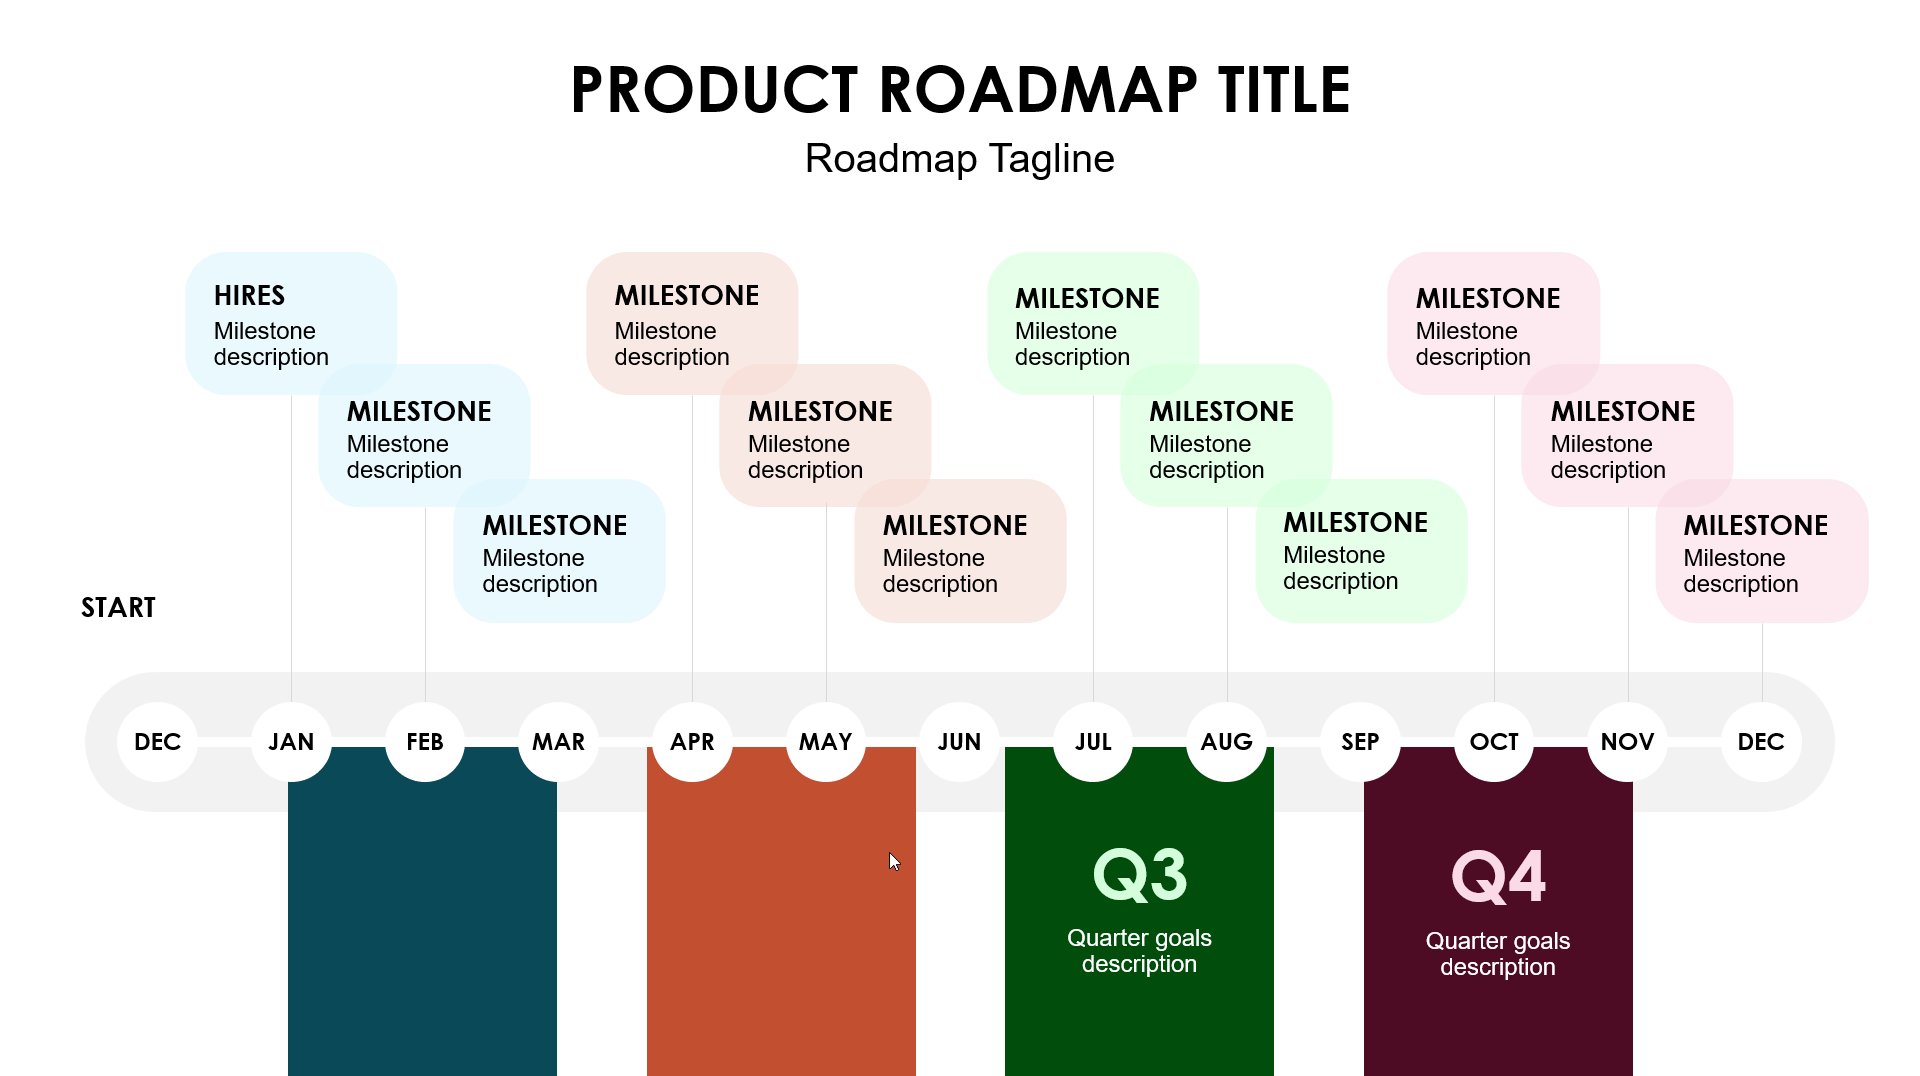 PRODUCT ROADMAP TITLE
Roadmap Tagline
HIRES
Milestone
description
MILESTONE
Milestone
description
MILESTONE
Milestone
description
MILESTONE
Milestone
description
MILESTONE
Milestone
description
MILESTONE
Milestone
description
MILESTONE
Milestone
description
MILESTONE
Milestone
description
MILESTONE
Milestone
description
MILESTONE
Milestone
description
MILESTONE
Milestone
description
MILESTONE
Milestone
description
START
DEC JAN FEB MAR APR MAY JUN JUL AUG SEP OCT NOV DEC
Q3
Quarter goals
description
Q4
Quarter goals
description